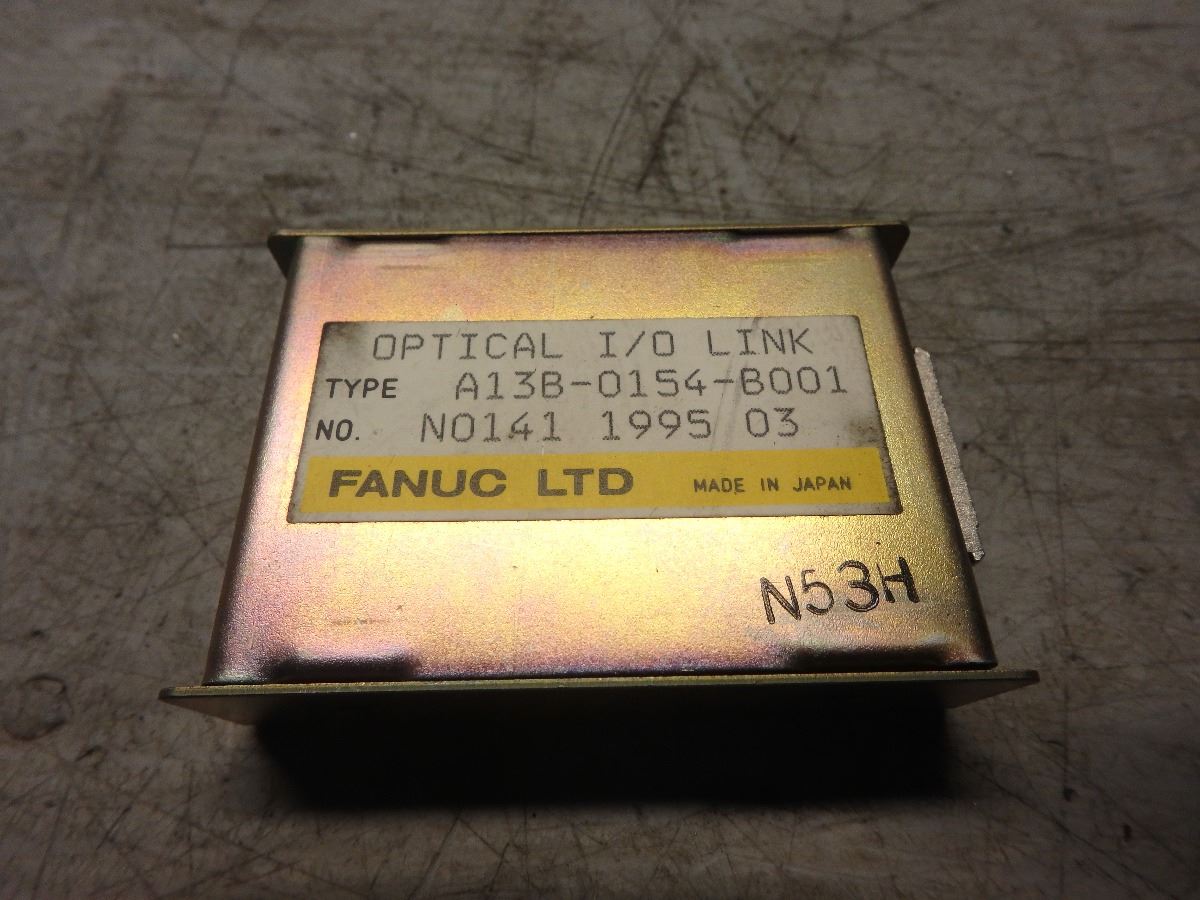 OPTICAL I/O LINK
TYPE A13B-0154-B001
NO. N0141 1995 03
FANUC LTD MADE IN JAPAN
N53H